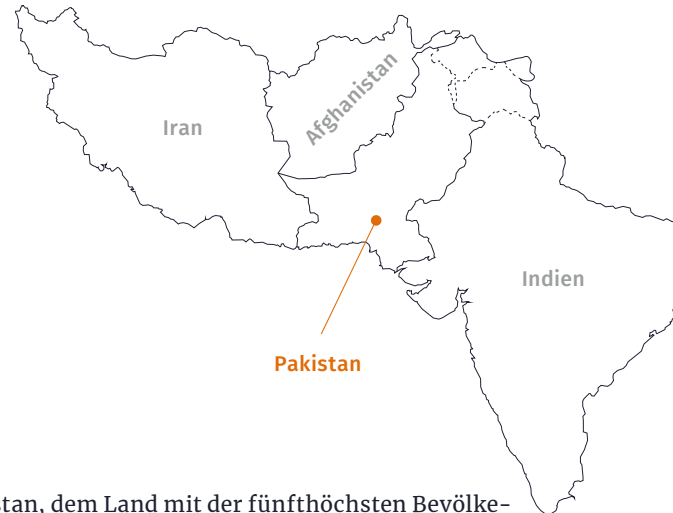 Iran
Afghanistan
Indien
Pakistan
stan, dem Land mit der fünfthöchsten Bevölke-